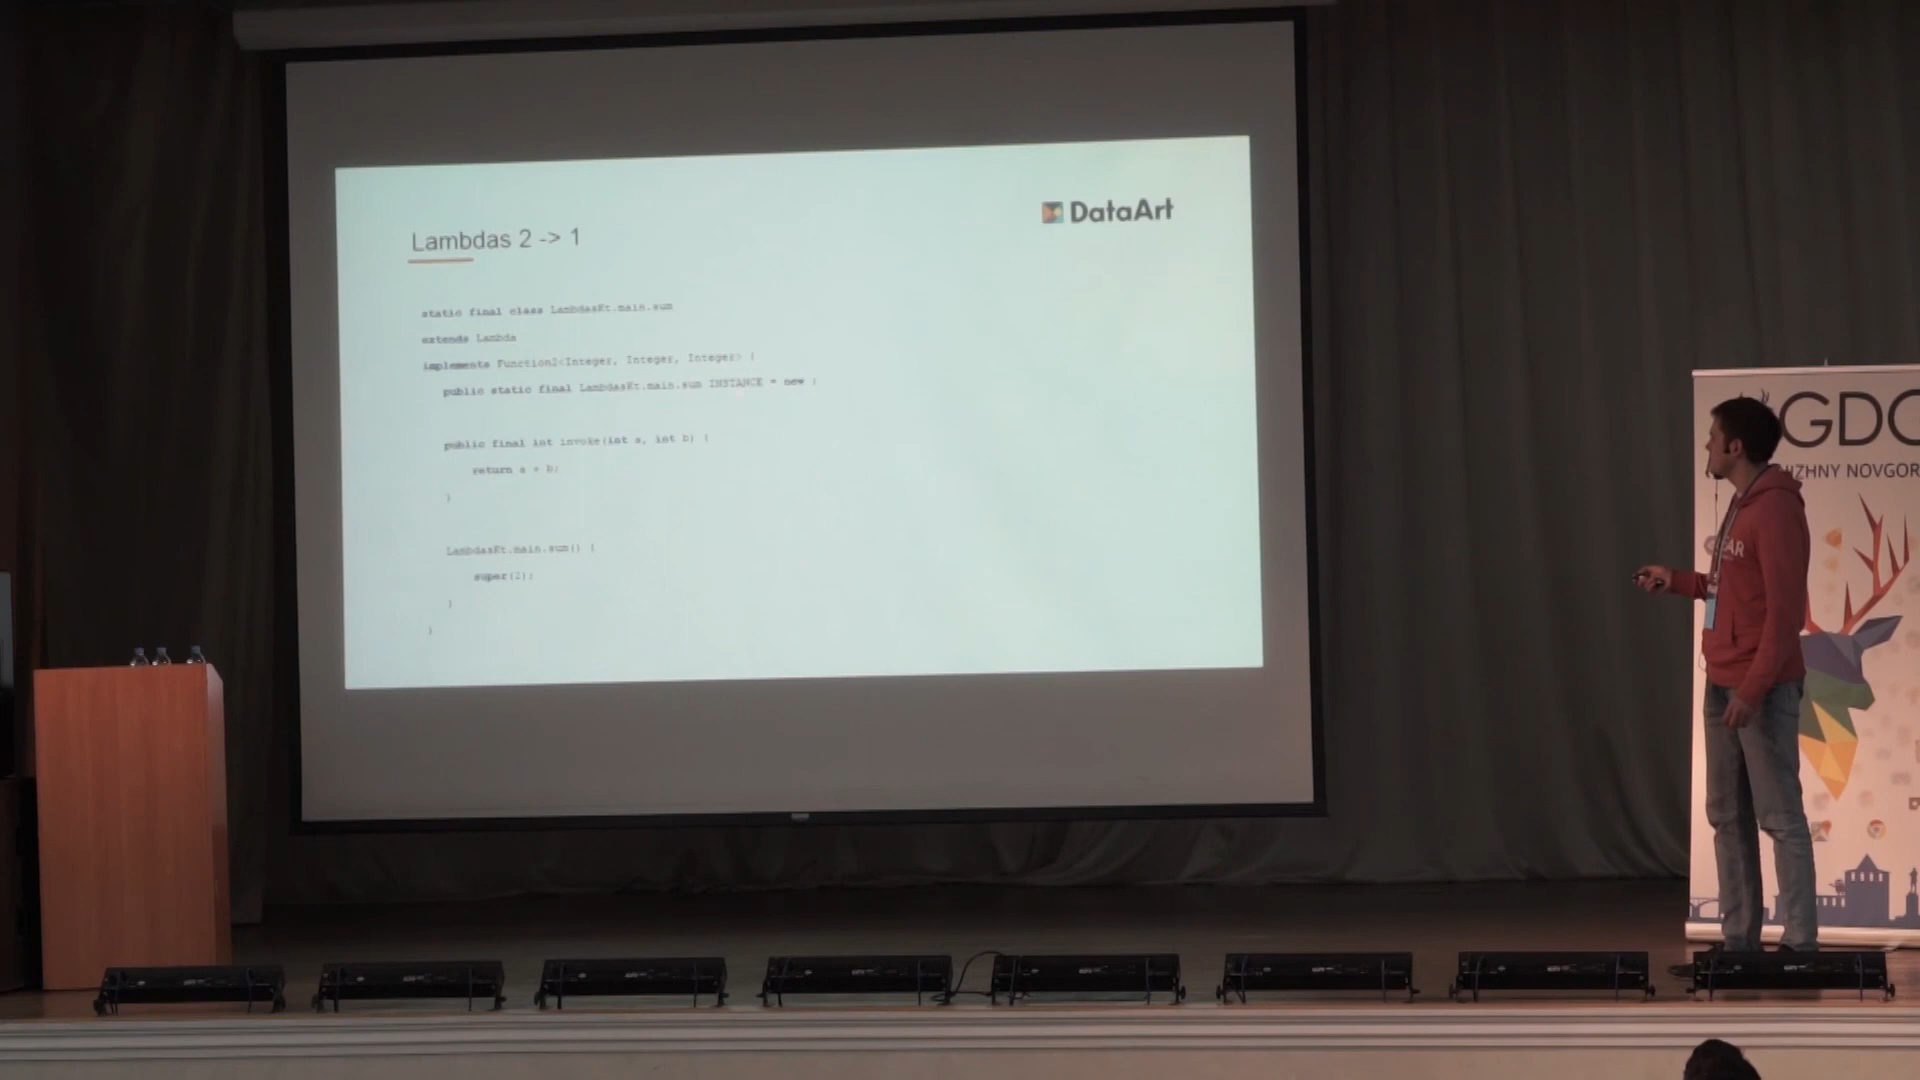 DataArt
Lambdas 2 -> 1
static final class LambdasKt.main.sum
extends Lambda
implements Function2<Integer, Integer, Integer> {
public static final LambdasKt.main.sum INSTANCE = new ;
public final int invoke(int a, int b) {
return a + b;
}
LambdasKt.main.sum() {
super(2);
}
}
GDG
NIZHNY NOVGOR